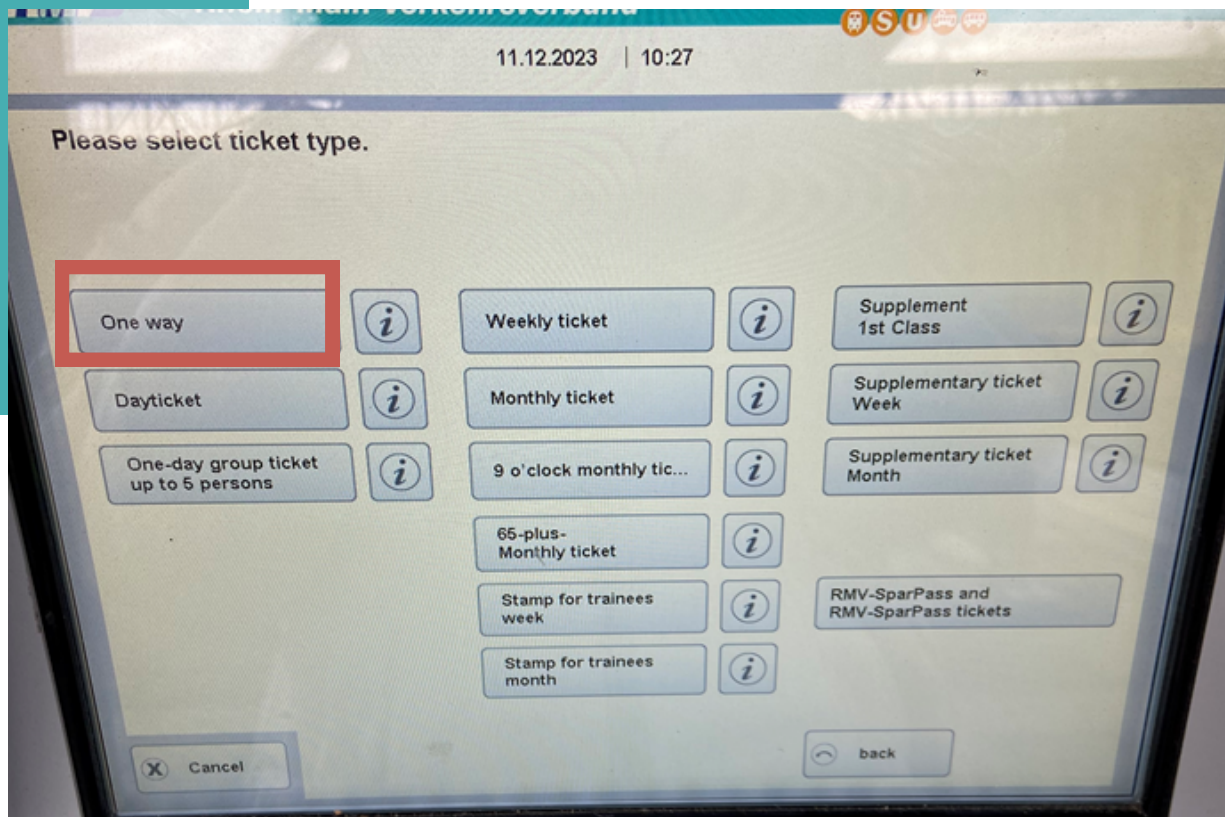 Rhein-Main-Verkehrsverbund
S U
11.12.2023 | 10:27
Please select ticket type.
One way
i
Weekly ticket
i
Supplement
1st Class
i
Dayticket
i
Monthly ticket
i
Supplementary ticket
Week
i
One-day group ticket
up to 5 persons
i
9 o'clock monthly tic...
i
Supplementary ticket
Month
i
65-plus-
Monthly ticket
i
Stamp for trainees
week
i
RMV-SparPass and
RMV-SparPass tickets
Stamp for trainees
month
i
X Cancel
back